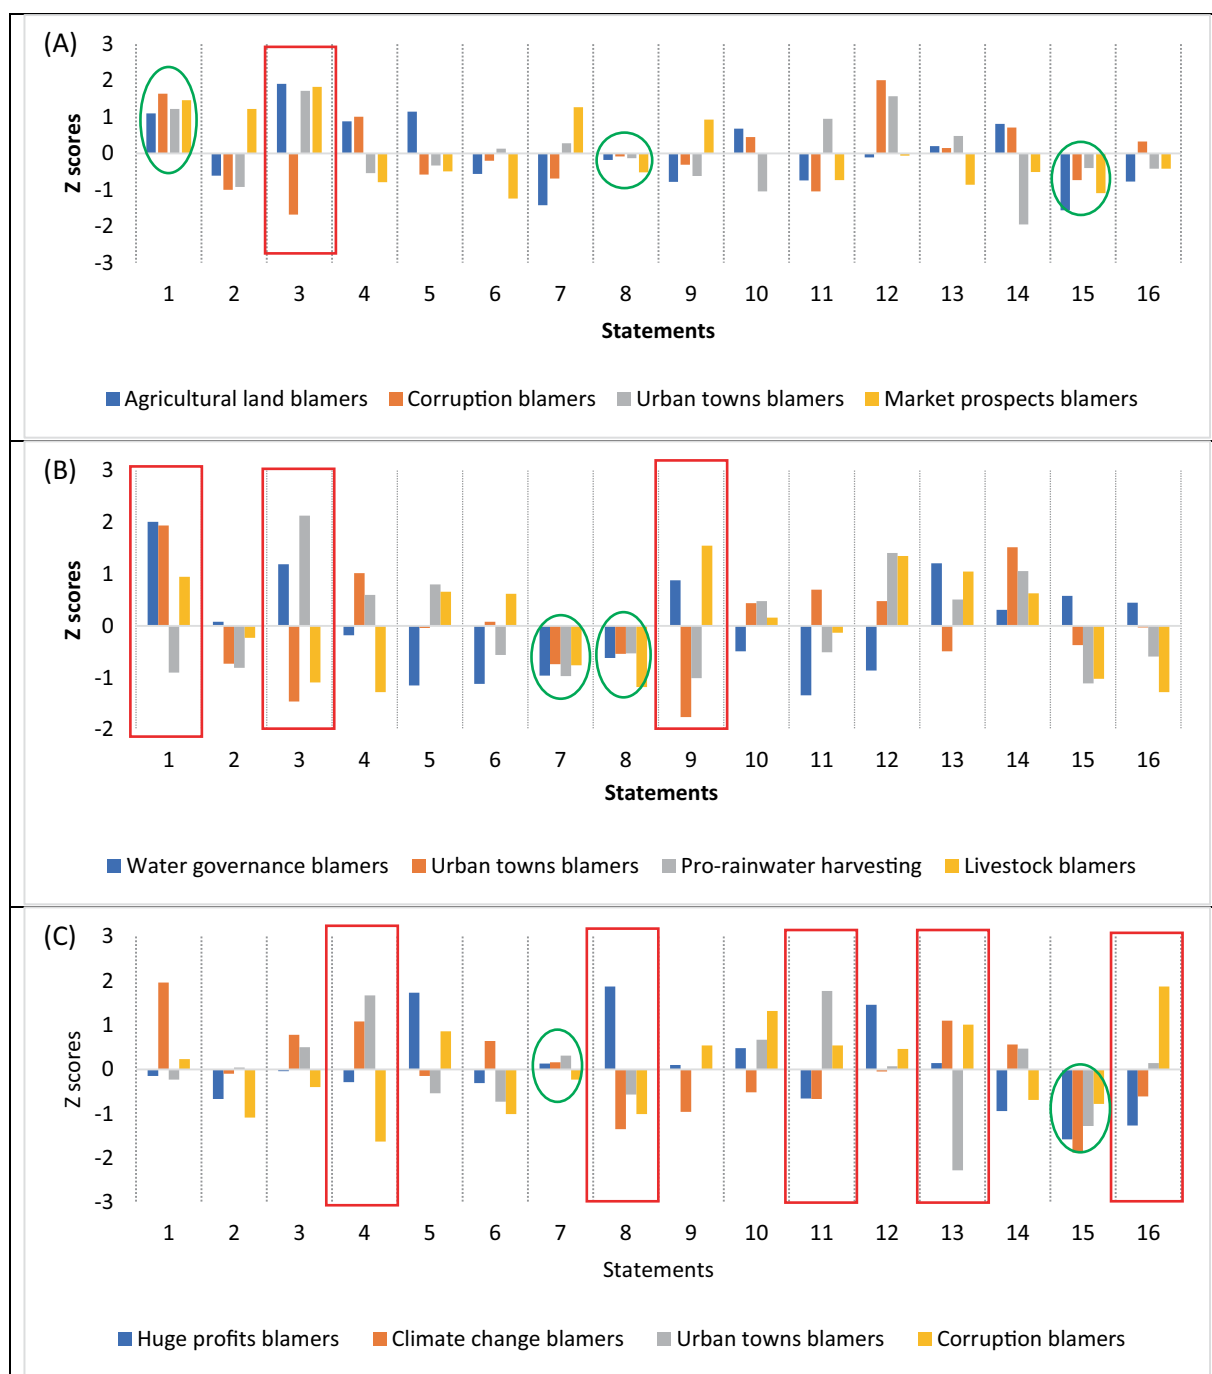 (A)
3
2
1
0
-1
-2
-3
Z scores
1 2 3 4 5 6 7 8 9 10 11 12 13 14 15 16
Statements
Agricultural land blamers Corruption blamers Urban towns blamers Market prospects blamers
(B)
3
2
1
0
-1
-2
Z scores
1 2 3 4 5 6 7 8 9 10 11 12 13 14 15 16
Statements
Water governance blamers Urban towns blamers Pro-rainwater harvesting Livestock blamers
(C)
3
2
1
0
-1
-2
-3
Z scores
1 2 3 4 5 6 7 8 9 10 11 12 13 14 15 16
Statements
Huge profits blamers Climate change blamers Urban towns blamers Corruption blamers